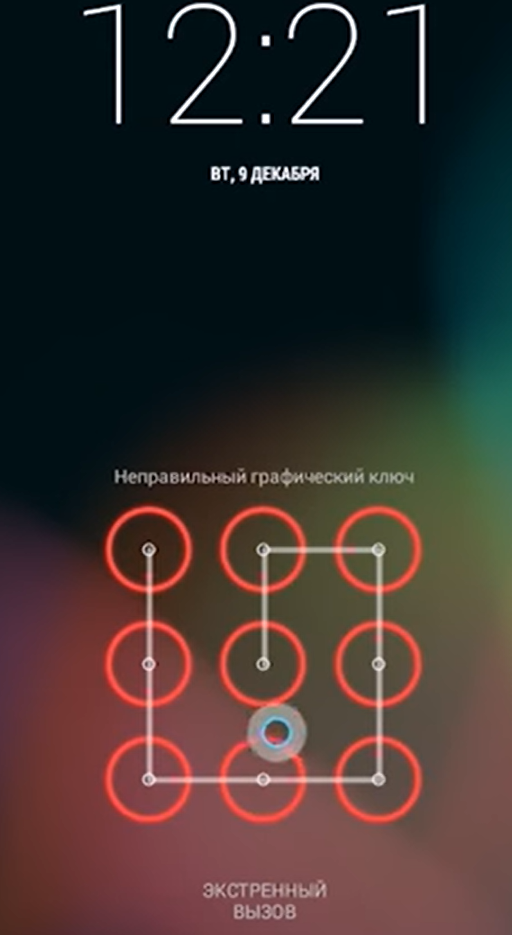 12:21
ВТ, 9 ДЕКАБРЯ
Неправильный графический ключ
ЭКСТРЕННЫЙ
ВЫЗОВ